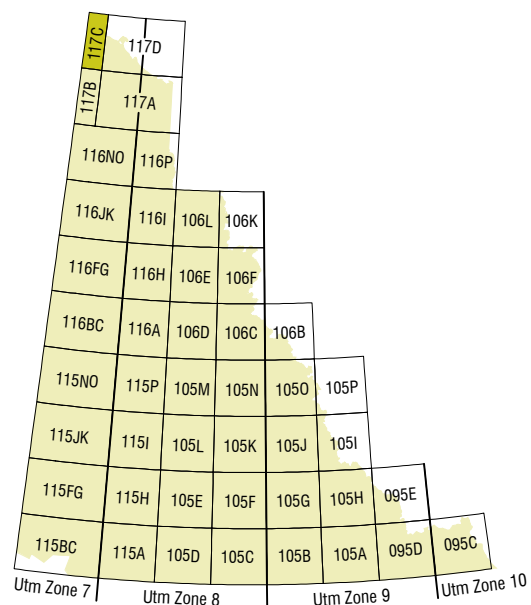 117C 117D
117B 117A
116NO 116P
116JK 116I 106L 106K
116FG 116H 106E 106F
116BC 116A 106D 106C 106B
115NO 115P 105M 105N 105O 105P
115JK 115I 105L 105K 105J 105I
115FG 115H 105E 105F 105G 105H 095E
115BC 115A 105D 105C 105B 105A 095D 095C
Utm Zone 7 Utm Zone 8 Utm Zone 9 Utm Zone 10